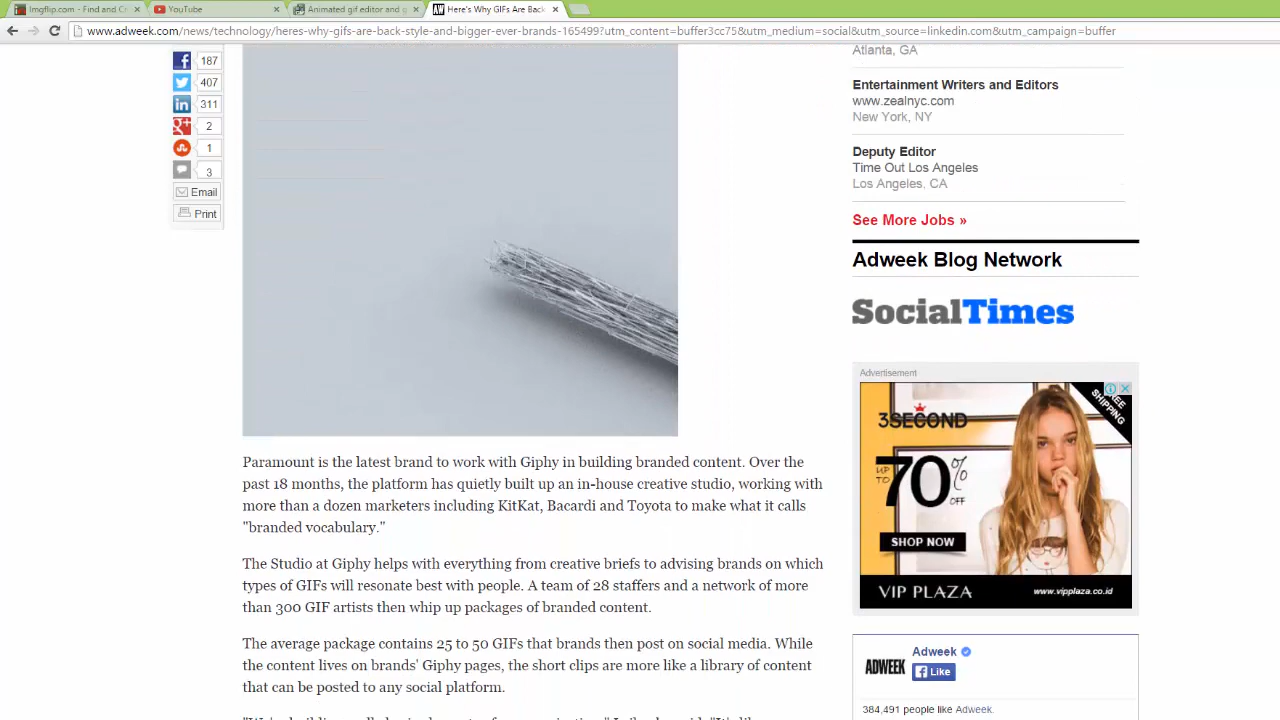 Imgflip.com - Find and Cr
YouTube
Animated gif editor and g
Here's Why GIFs Are Back
www.adweek.com/news/technology/heres-why-gifs-are-back-style-and-bigger-ever-brands-165499?utm_content=buffer3cc75&utm_medium=social&utm_source=linkedin.com&utm_campaign=buffer
187
407
311
2
1
3
Email
Print
Paramount is the latest brand to work with Giphy in building branded content. Over the
past 18 months, the platform has quietly built up an in-house creative studio, working with
more than a dozen marketers including KitKat, Bacardi and Toyota to make what it calls
"branded vocabulary."
The Studio at Giphy helps with everything from creative briefs to advising brands on which
types of GIFs will resonate best with people. A team of 28 staffers and a network of more
than 300 GIF artists then whip up packages of branded content.
The average package contains 25 to 50 GIFs that brands then post on social media. While
the content lives on brands' Giphy pages, the short clips are more like a library of content
that can be posted to any social platform.
Atlanta, GA
Entertainment Writers and Editors
www.zealnyc.com
New York, NY
Deputy Editor
Time Out Los Angeles
Los Angeles, CA
See More Jobs »
Adweek Blog Network
SocialTimes
Advertisement
FREE SHIPPING
3SECOND
UP TO 70% OFF
SHOP NOW
VIP PLAZA www.vipplaza.co.id
ADWEEK
Adweek
Like
384,491 people like Adweek.